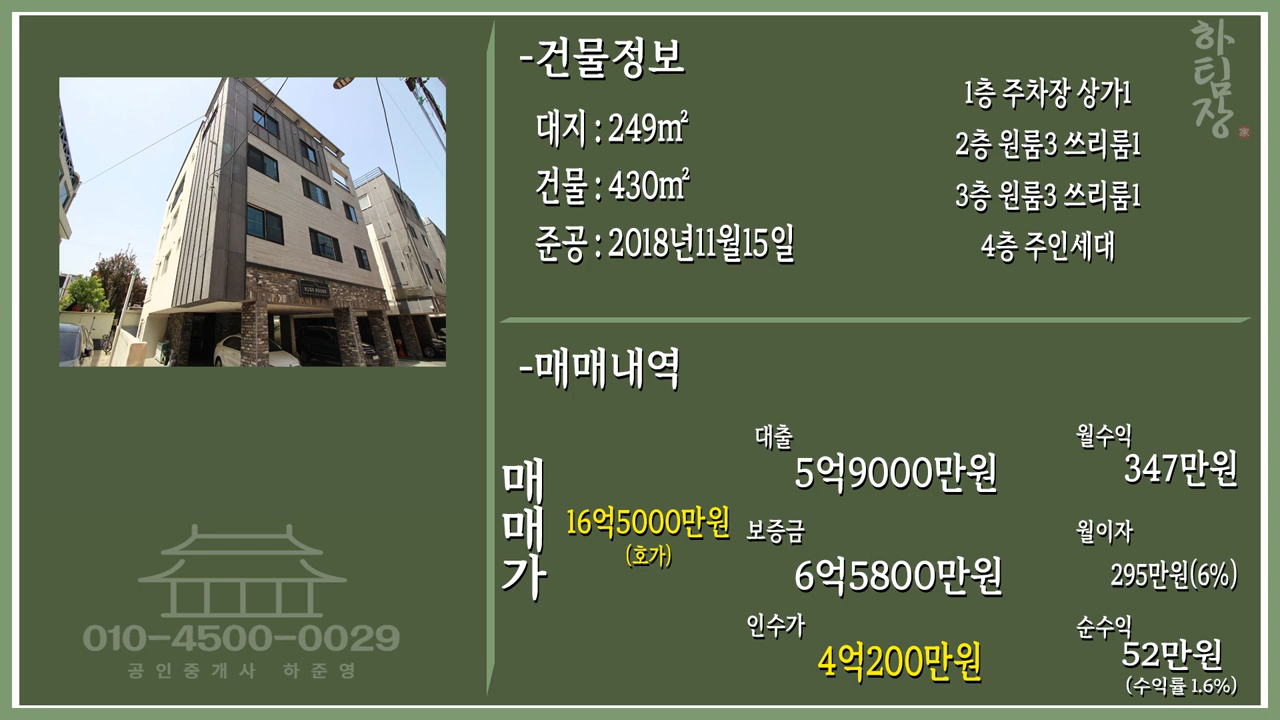 -건물정보
대지 : 249㎡
건물 : 430㎡
준공 : 2018년11월15일
1층 주차장 상가1
2층 원룸3 쓰리룸1
3층 원룸3 쓰리룸1
4층 주인세대
하팀장
家
-매매내역
매매가
16억5000만원
(호가)
대출
5억9000만원
보증금
6억5800만원
인수가
4억200만원
월수익
347만원
월이자
295만원(6%)
순수익
52만원
(수익률 1.6%)
010-4500-0029
공인중개사 하준영